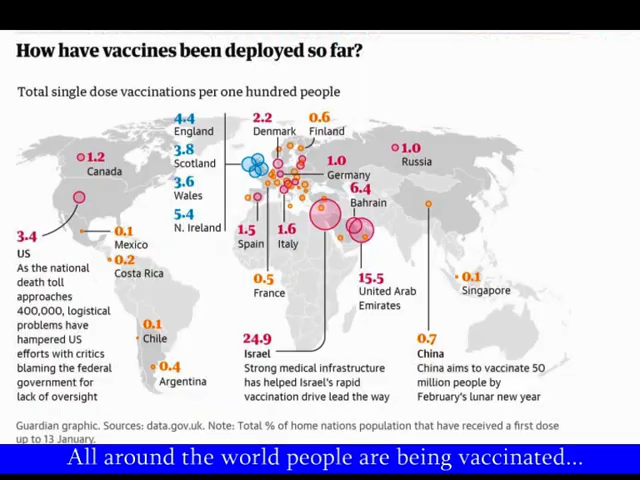 How have vaccines been deployed so far?
Total single dose vaccinations per one hundred people
4.4
England
3.8
Scotland
3.6
Wales
5.4
N. Ireland
2.2
Denmark
0.6
Finland
1.0
Germany
1.0
Russia
6.4
Bahrain
1.2
Canada
3.4
US
As the national
death toll
approaches
400,000, logistical
problems have
hampered US
efforts with critics
blaming the federal
government for
lack of oversight
0.1
Mexico
0.2
Costa Rica
0.1
Chile
0.4
Argentina
1.5
Spain
1.6
Italy
0.5
France
15.5
United Arab
Emirates
0.1
Singapore
24.9
Israel
Strong medical infrastructure
has helped Israel's rapid
vaccination drive lead the way
0.7
China
China aims to vaccinate 50
million people by
February's lunar new year
Guardian graphic. Sources: data.gov.uk. Note: Total % of home nations population that have received a first dose
up to 13 January.
All around the world people are being vaccinated...